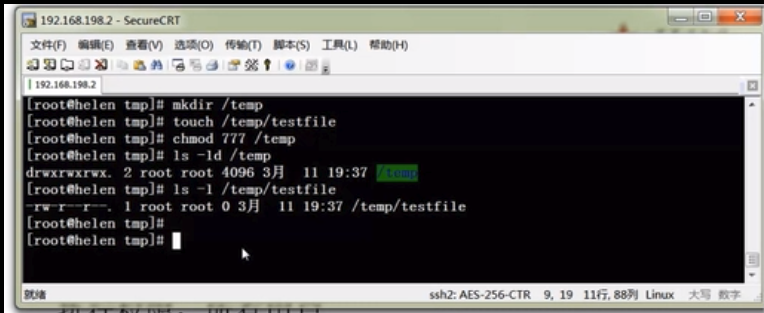 192.168.198.2 - SecureCRT
文件(F) 编辑(E) 查看(V) 选项(O) 传输(T) 脚本(S) 工具(L) 帮助(H)
192.168.198.2
[root@helen tmp]# mkdir /temp
[root@helen tmp]# touch /temp/testfile
[root@helen tmp]# chmod 777 /temp
[root@helen tmp]# ls -ld /temp
drwxrwxrwx. 2 root root 4096 3月 11 19:37 /temp
[root@helen tmp]# ls -l /temp/testfile
-rw-r--r--. 1 root root 0 3月 11 19:37 /temp/testfile
[root@helen tmp]#
[root@helen tmp]#
就绪 ssh2: AES-256-CTR 9, 19 11行, 88列 Linux 大写 数字